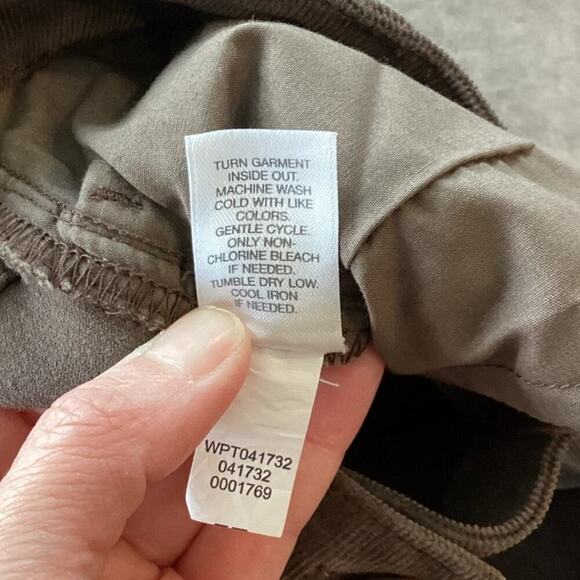 TURN GARMENT
INSIDE OUT.
MACHINE WASH
COLD WITH LIKE
COLORS.
GENTLE CYCLE.
ONLY NON-
CHLORINE BLEACH
IF NEEDED.
TUMBLE DRY LOW.
COOL IRON
IF NEEDED.
WPT041732
041732
0001769